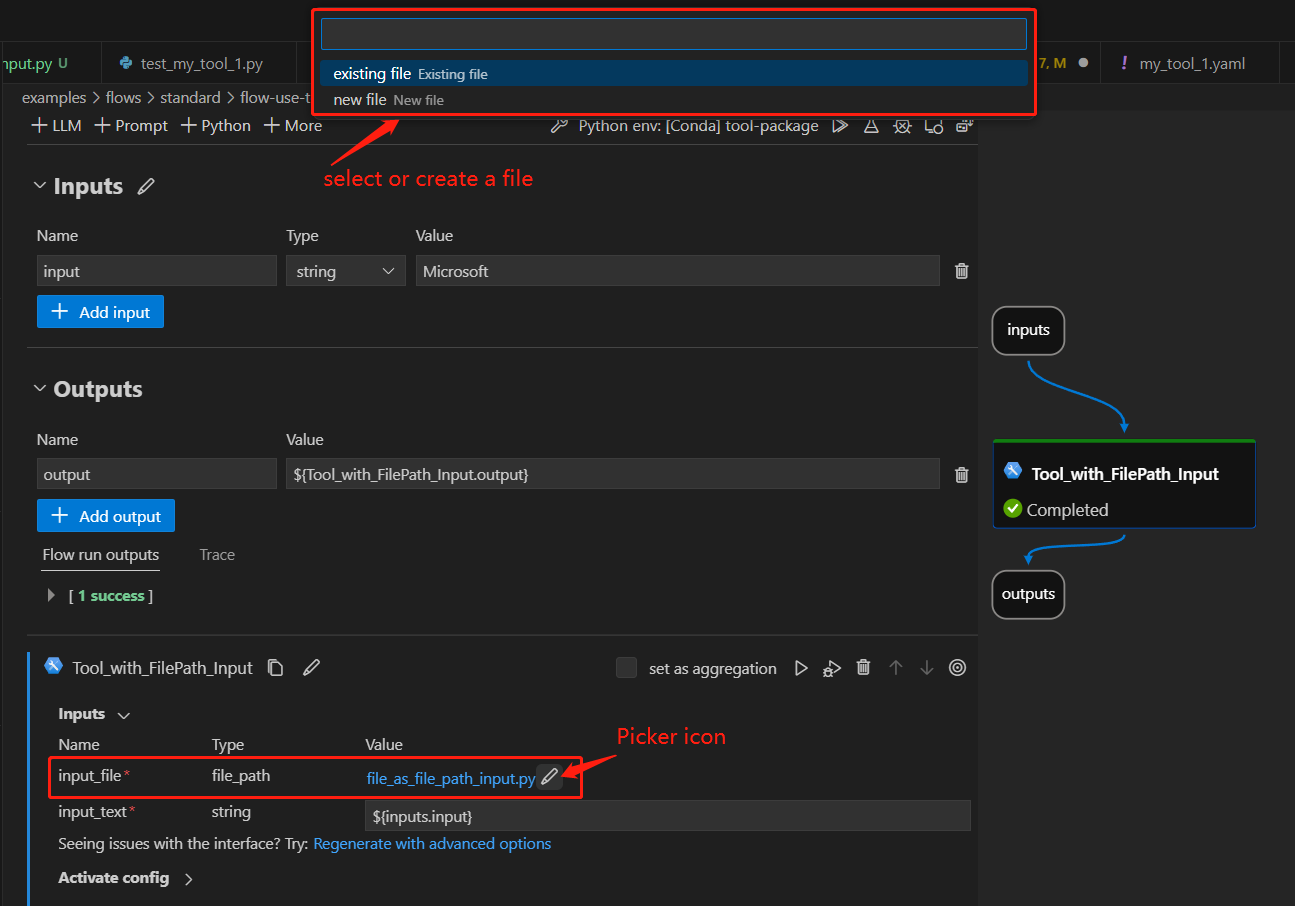 existing file Existing file
new file New file
nput.py U
test_my_tool_1.py
7, M
! my_tool_1.yaml
examples > flows > standard > flow-use-t
+ LLM + Prompt + Python + More
Python env: [Conda] tool-package
select or create a file
Inputs
Name Type Value
input string Microsoft
+ Add input
Outputs
Name Value
output ${Tool_with_FilePath_Input.output}
+ Add output
Flow run outputs Trace
[ 1 success ]
Tool_with_FilePath_Input
set as aggregation
Inputs
Name Type Value
Picker icon
input_file* file_path file_as_file_path_input.py
input_text* string ${inputs.input}
Seeing issues with the interface? Try: Regenerate with advanced options
Activate config >
inputs
Tool_with_FilePath_Input
Completed
outputs